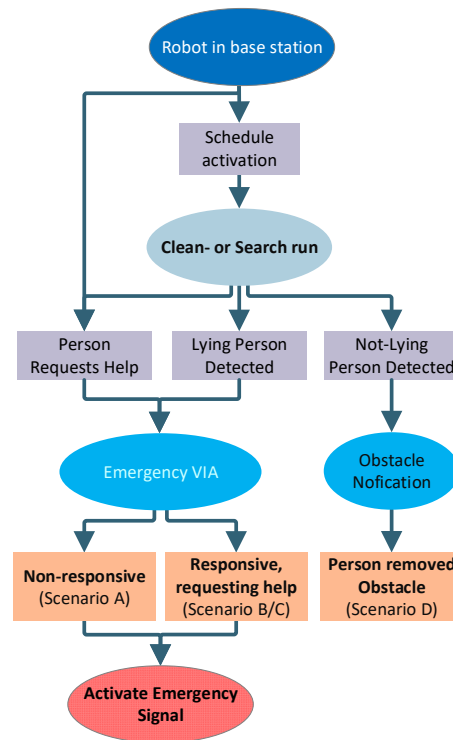 Robot in base station
Schedule
activation
Clean- or Search run
Person
Requests Help
Lying Person
Detected
Not-Lying
Person Detected
Emergency VIA
Obstacle
Nofication
Non-responsive
(Scenario A)
Responsive,
requesting help
(Scenario B/C)
Person removed
Obstacle
(Scenario D)
Activate Emergency
Signal